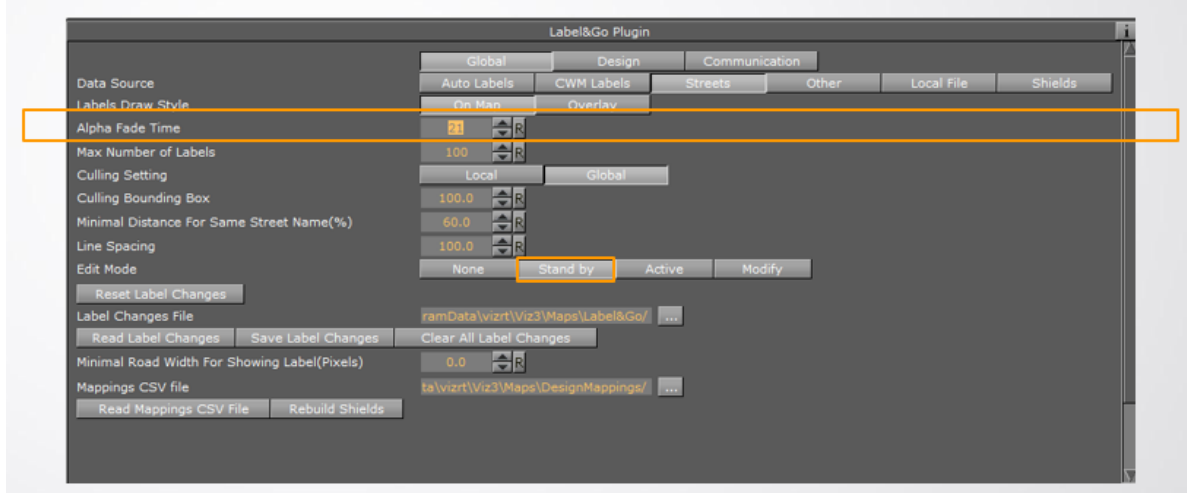 Label&Go Plugin i
Global Design Communication
Data Source Auto Labels CWM Labels Streets Other Local File Shields
Labels Draw Style On Map Overlay
Alpha Fade Time 21 R
Max Number of Labels 100 R
Culling Setting Local Global
Culling Bounding Box 100.0 R
Minimal Distance For Same Street Name(%) 60.0 R
Line Spacing 100.0 R
Edit Mode None Stand by Active Modify
Reset Label Changes
Label Changes File ramData\vizrt\Viz3\Maps\Label&Go/ ...
Read Label Changes Save Label Changes Clear All Label Changes
Minimal Road Width For Showing Label(Pixels) 0.0 R
Mappings CSV file ta\vizrt\Viz3\Maps\DesignMappings/ ...
Read Mappings CSV File Rebuild Shields